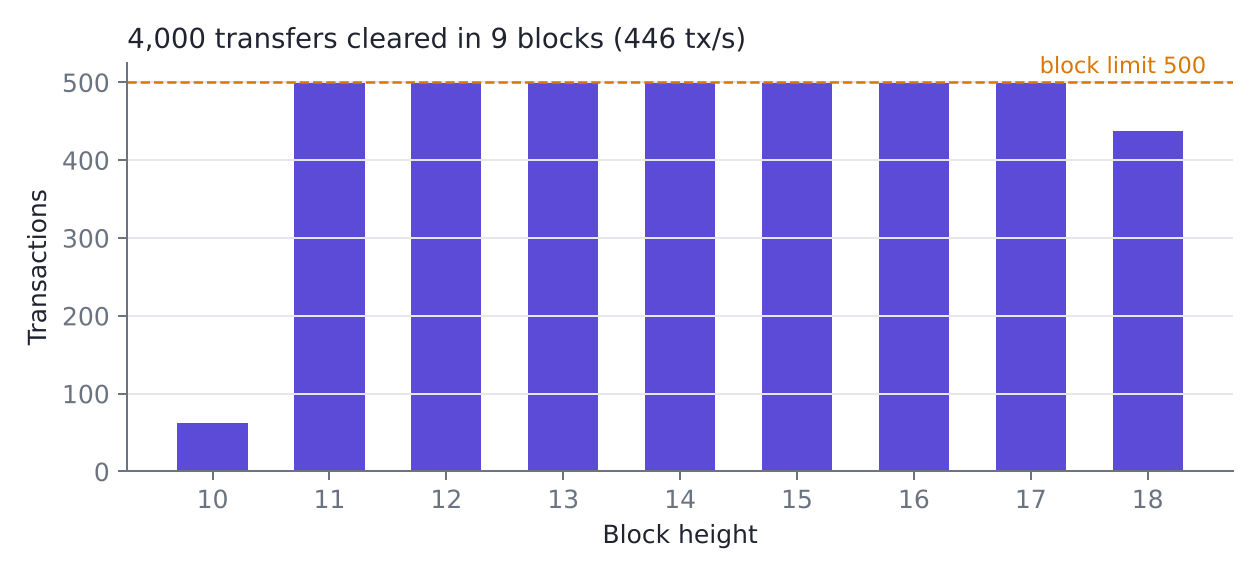 4,000 transfers cleared in 9 blocks (446 tx/s)
block limit 500
500
400
300
200
100
0
Transactions
10 11 12 13 14 15 16 17 18
Block height